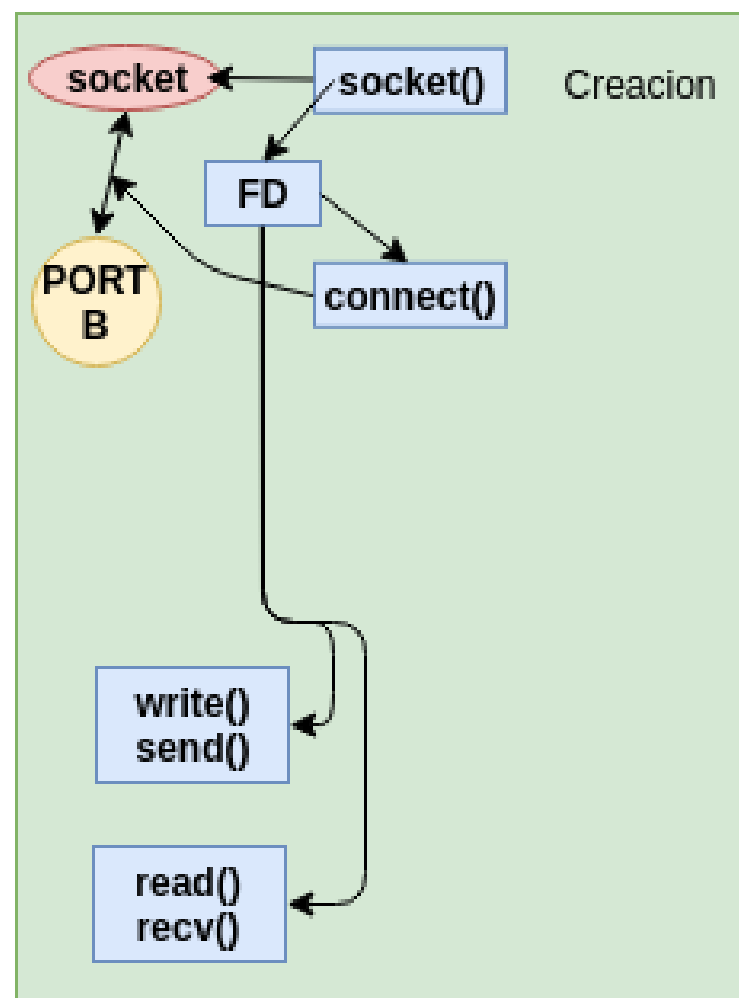 socket
socket()
Creacion
FD
PORT
B
connect()
write()
send()
read()
recv()